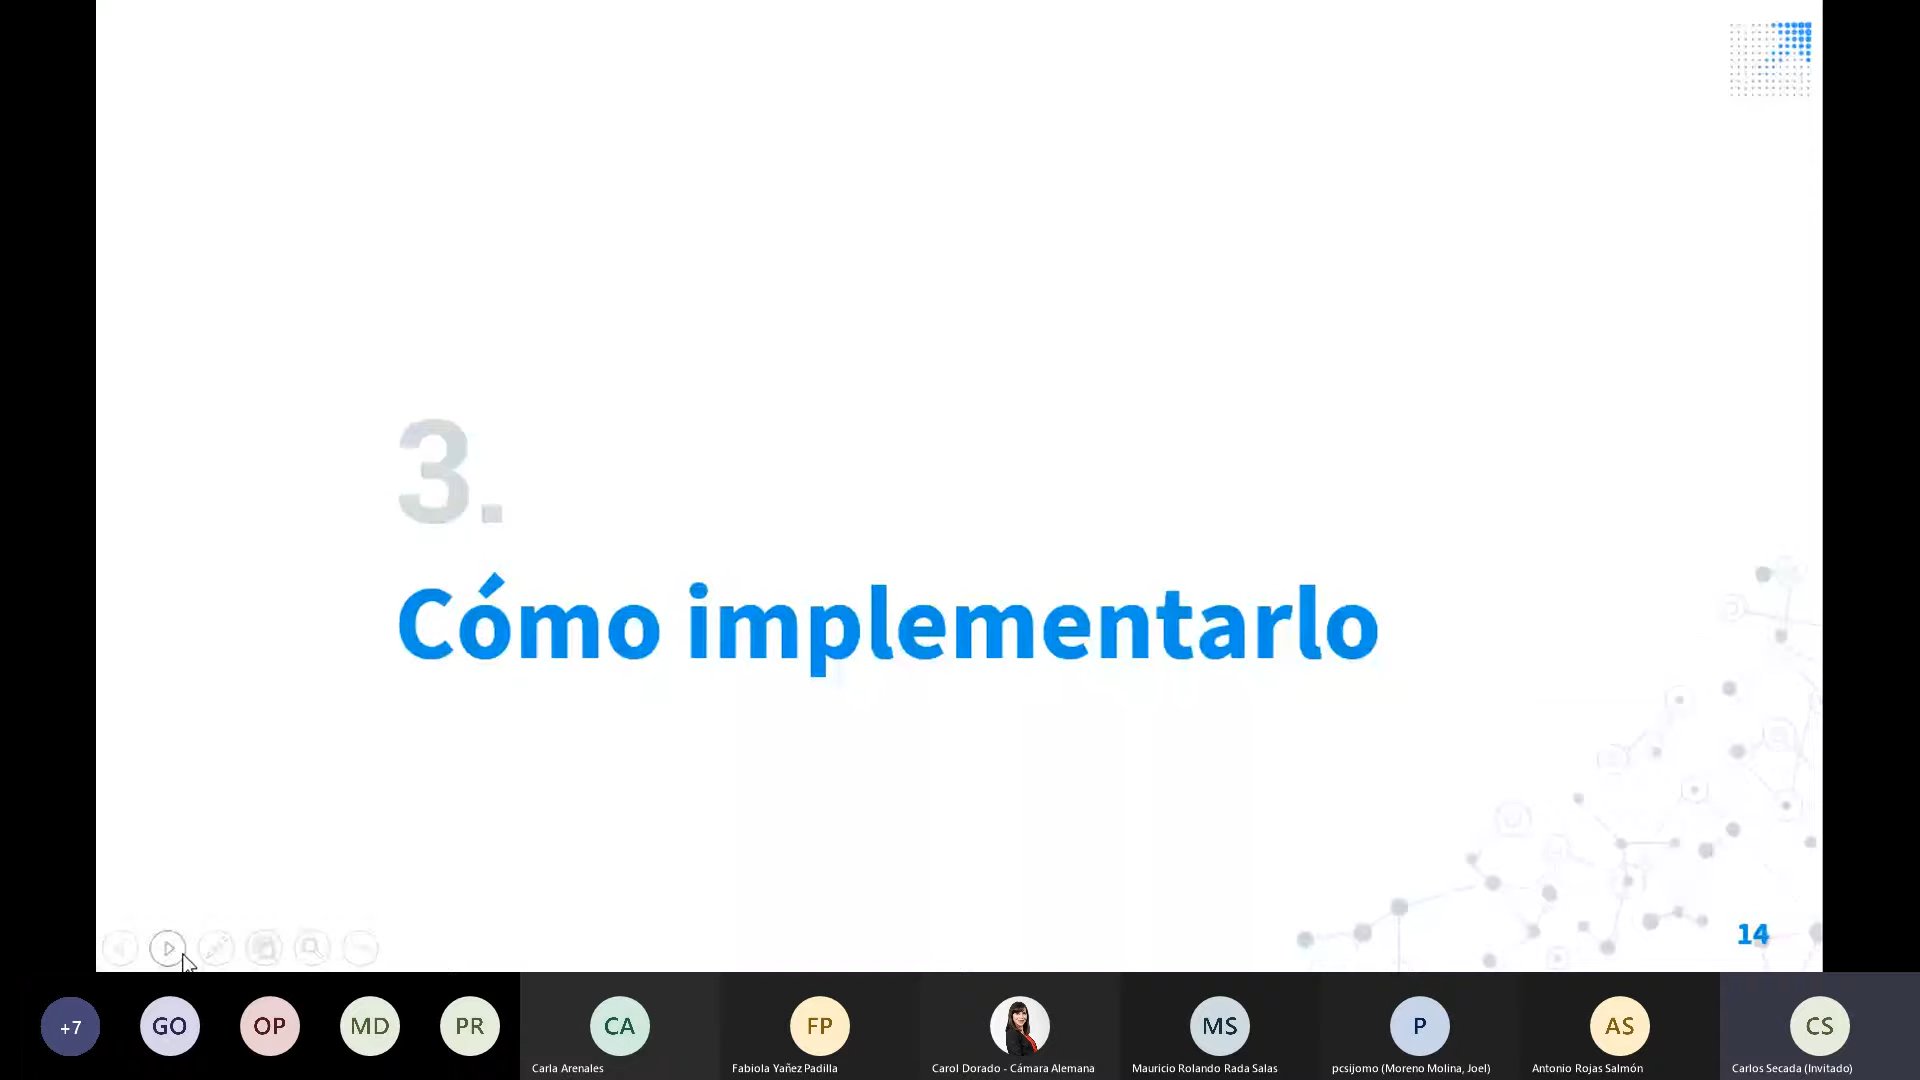 3.
Cómo implementarlo
14
+7
GO
OP
MD
PR
CA
FP
MS
P
AS
CS
Carla Arenales
Fabiola Yañez Padilla
Carol Dorado - Cámara Alemana
Mauricio Rolando Rada Salas
pcsijomo (Moreno Molina, Joel)
Antonio Rojas Salmón
Carlos Secada (Invitado)